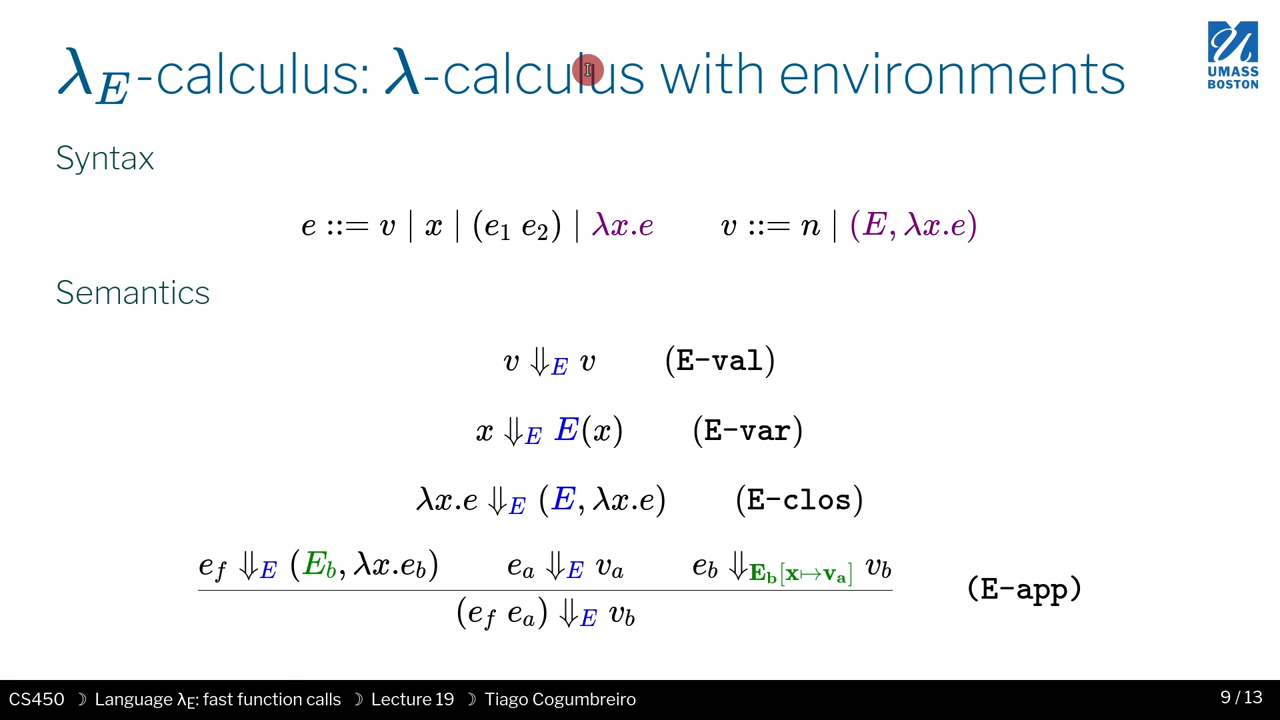 λ_E-calculus: λ-calculus with environments
UMASS
BOSTON
Syntax
e ::= v | x | (e₁ e₂) | λx.e v ::= n | (E, λx.e)
Semantics
v ⇓_E v (E-val)
x ⇓_E E(x) (E-var)
λx.e ⇓_E (E, λx.e) (E-clos)
e_f ⇓_E (E_b, λx.e_b) e_a ⇓_E v_a e_b ⇓_{E_b[x↦v_a]} v_b
(e_f e_a) ⇓_E v_b (E-app)
CS450 ☽ Language λ_E: fast function calls ☽ Lecture 19 ☽ Tiago Cogumbreiro 9 / 13